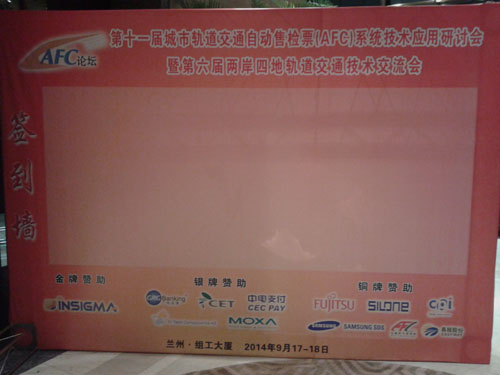 AFC论坛
第十一届城市轨道交通自动售检票(AFC)系统技术应用研讨会
暨第六届两岸四地轨道交通技术交流会
签到墙
金牌赞助
银牌赞助
铜牌赞助
INSIGMA
CET
中电支付
CEC PAY
FUJITSU
SILONE
cpi
MOXA
SAMSUNG
SAMSUNG SDS
兰州·组工大厦 2014年9月17-18日